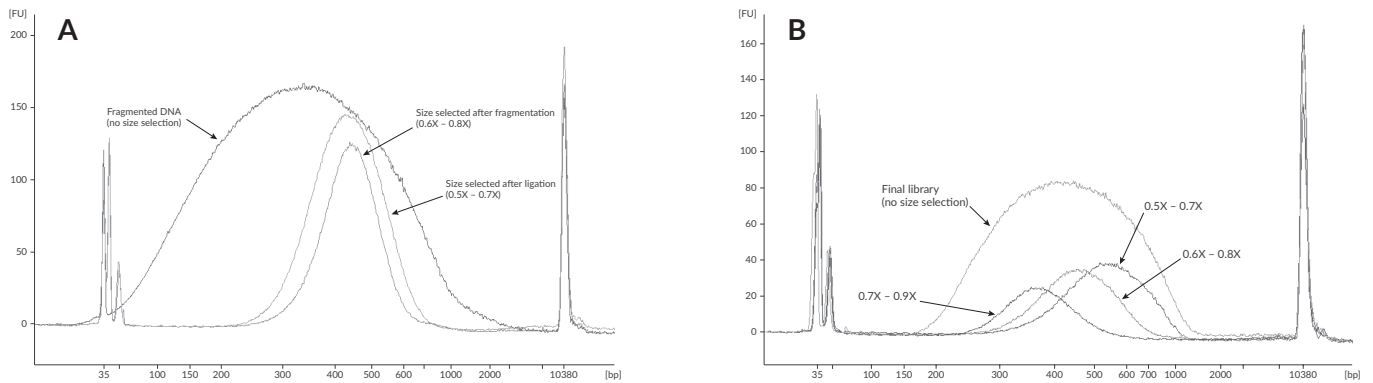 [FU]
A
200
150
100
50
0
Fragmented DNA
(no size selection)
Size selected after fragmentation
(0.6X – 0.8X)
Size selected after ligation
(0.5X – 0.7X)
35 100 150 200 300 400 500 600 1000 2000 10380 [bp]
[FU]
B
160
140
120
100
80
60
40
20
0
Final library
(no size selection)
0.5X – 0.7X
0.6X – 0.8X
0.7X – 0.9X
35 100 150 200 300 400 500 600 700 1000 2000 10380 [bp]